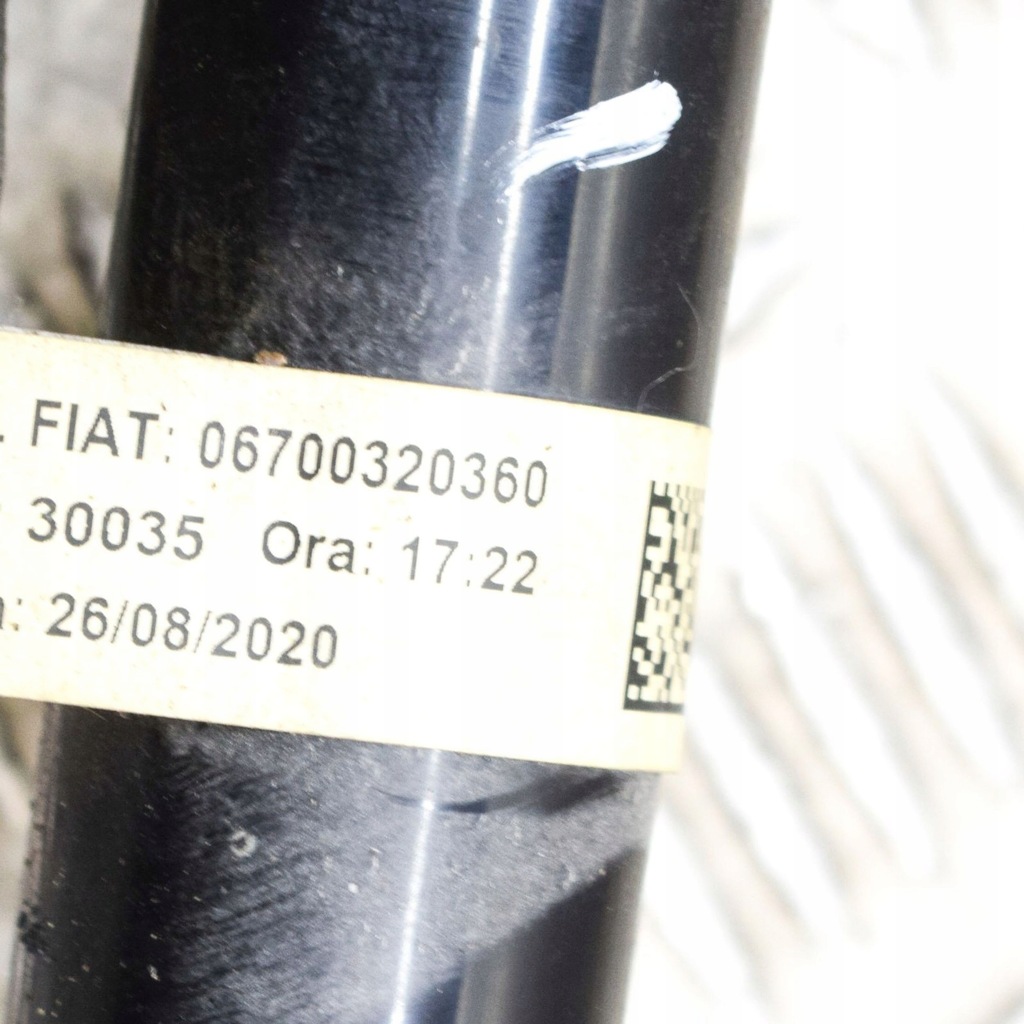 . FIAT: 06700320360
: 30035 Ora: 17:22
: 26/08/2020